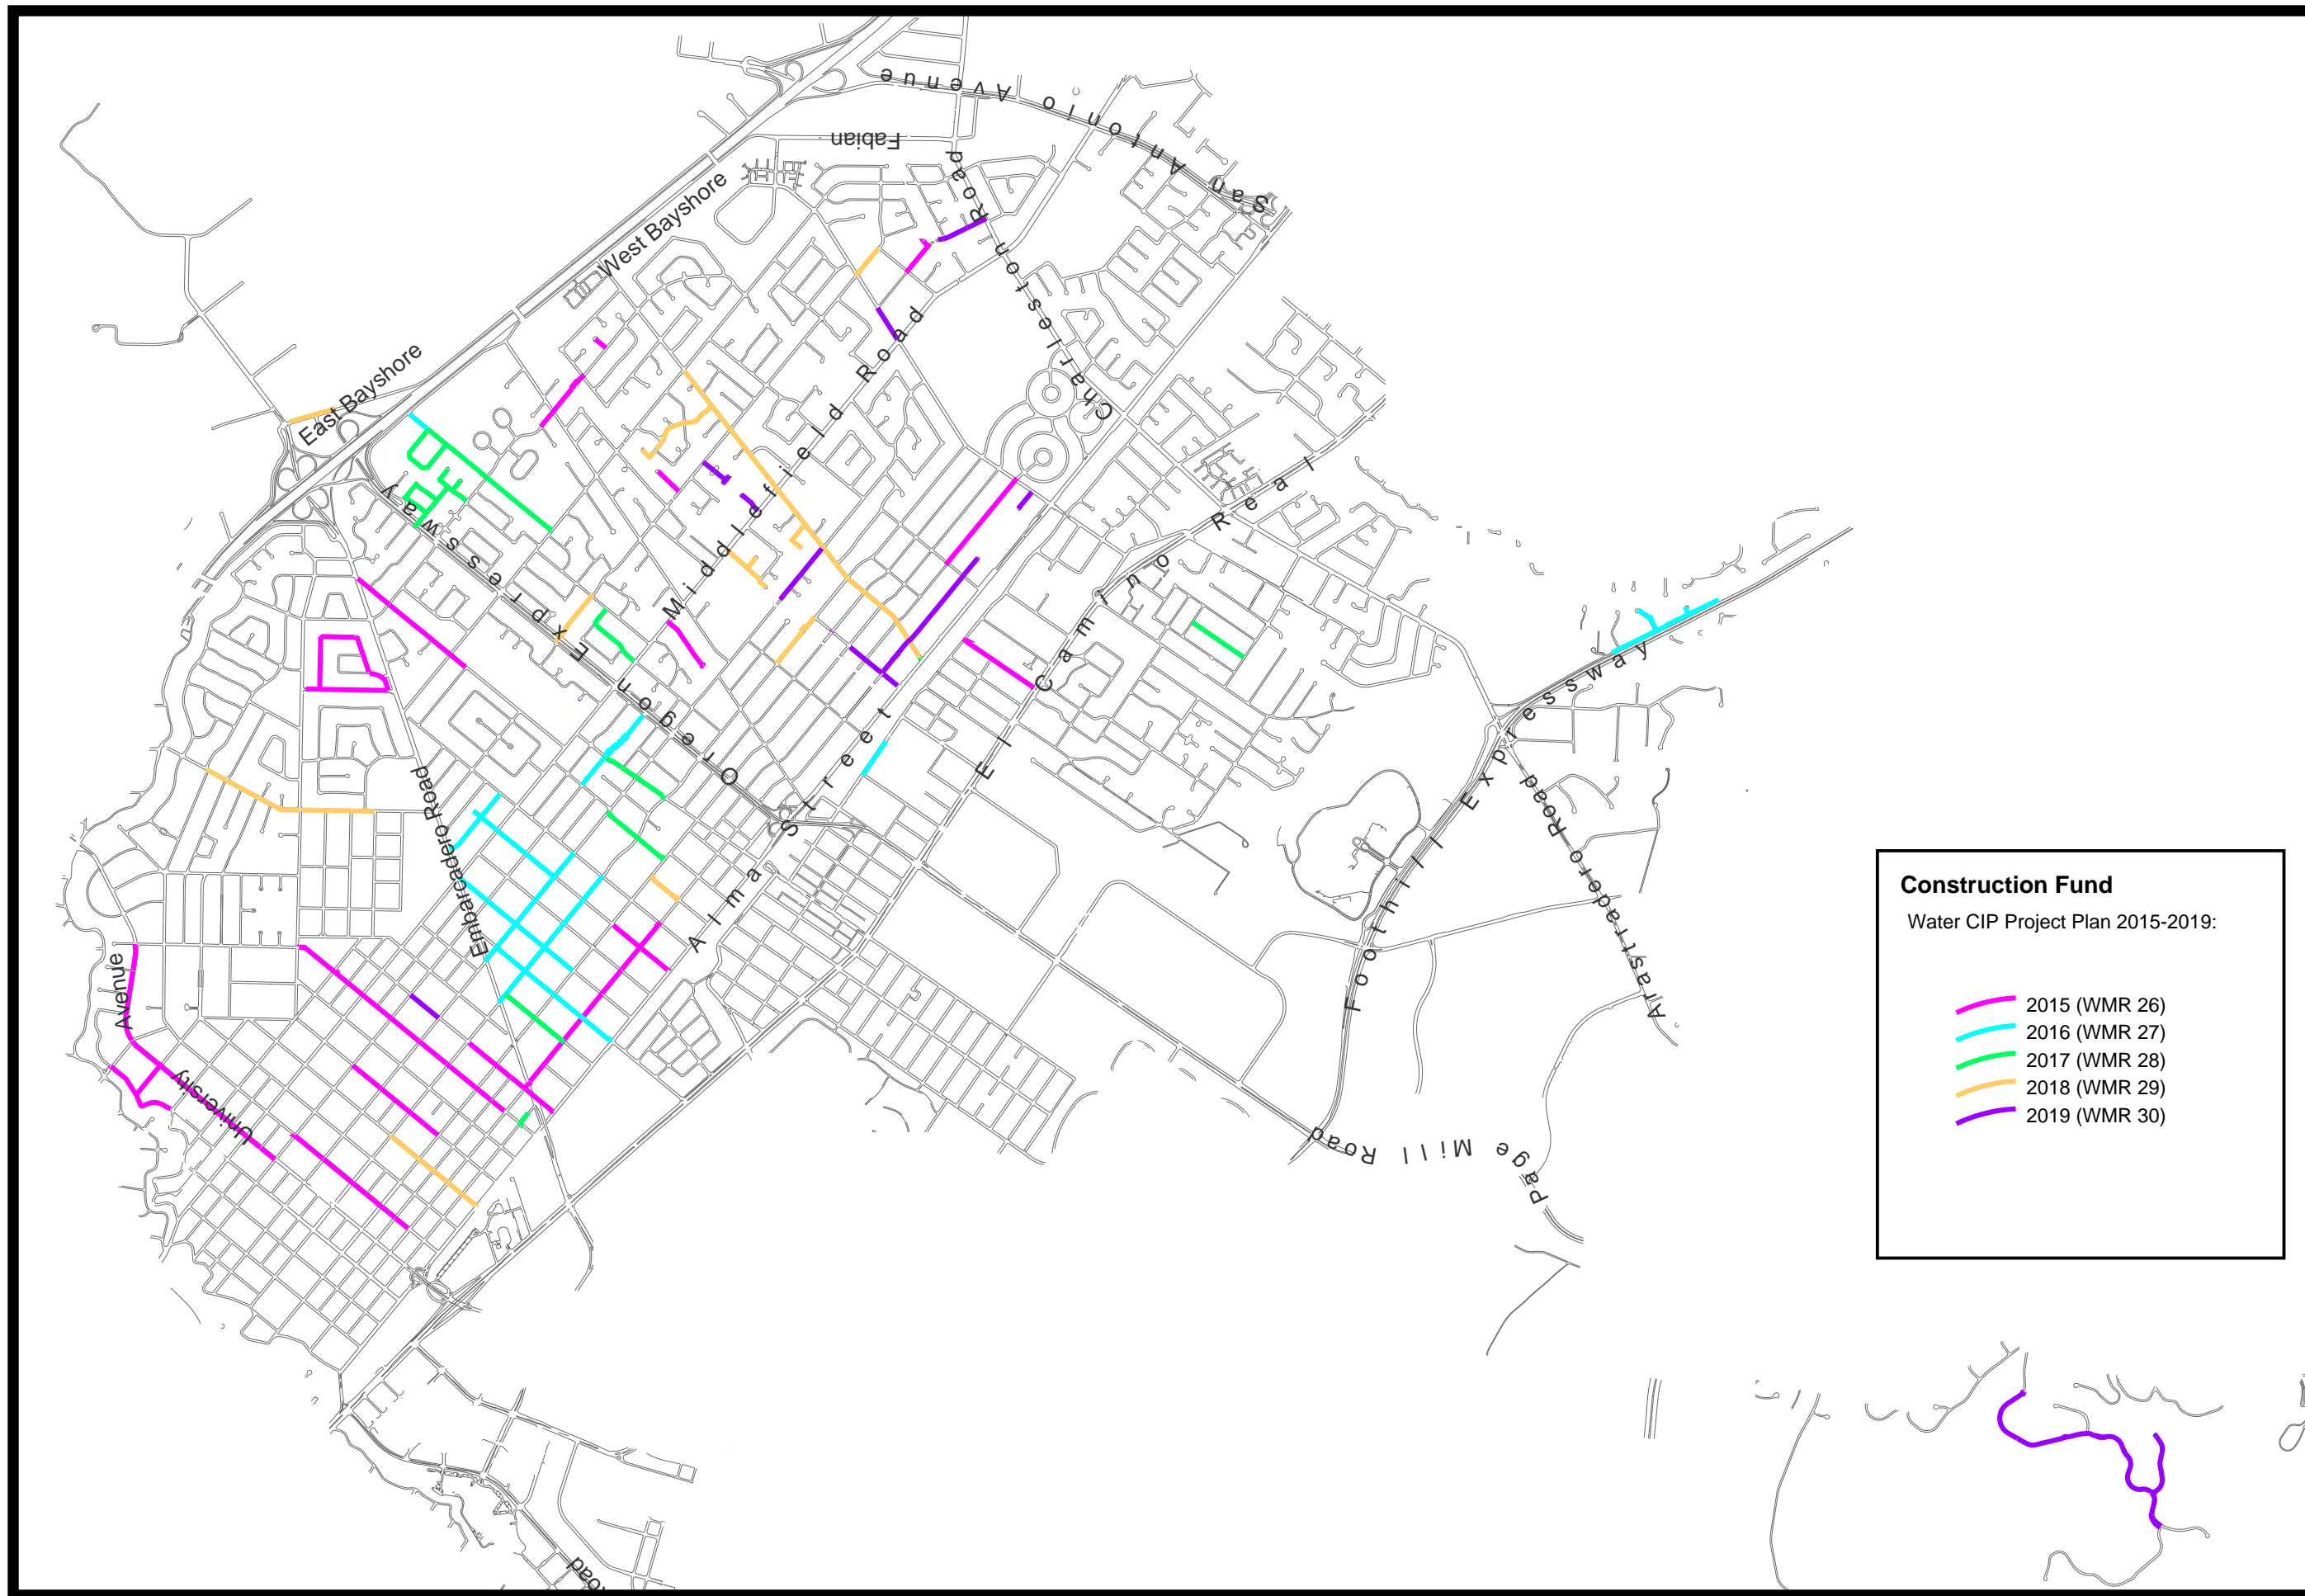 San Antonio Avenue
Fabian
West Bayshore
Charleston Road
East Bayshore
Middlefield Road
Oregon Expressway
El Camino Real
Alma Street
Embarcadero Road
Foothill Expressway
Arastradero Road
University Avenue
Page Mill Road
Road
Construction Fund
Water CIP Project Plan 2015-2019:
2015 (WMR 26)
2016 (WMR 27)
2017 (WMR 28)
2018 (WMR 29)
2019 (WMR 30)